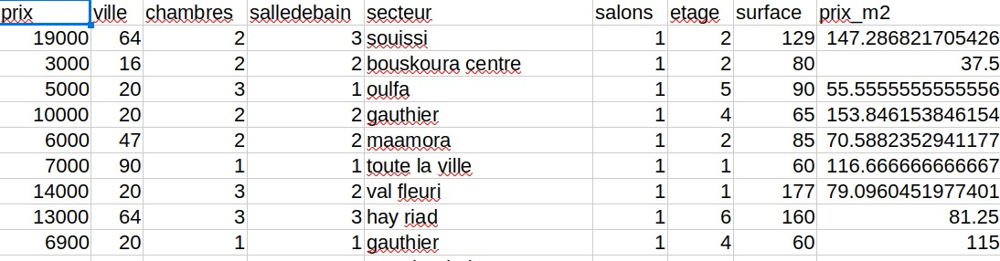 prix ville chambres salledebain secteur salons etage surface prix_m2
19000 64 2 3 souissi 1 2 129 147.286821705426
3000 16 2 2 bouskoura centre 1 2 80 37.5
5000 20 3 1 oulfa 1 5 90 55.5555555555556
10000 20 2 2 gauthier 1 4 65 153.846153846154
6000 47 2 2 maamora 1 2 85 70.5882352941177
7000 90 1 1 toute la ville 1 1 60 116.666666666667
14000 20 3 2 val fleuri 1 1 177 79.0960451977401
13000 64 3 3 hay riad 1 6 160 81.25
6900 20 1 1 gauthier 1 4 60 115